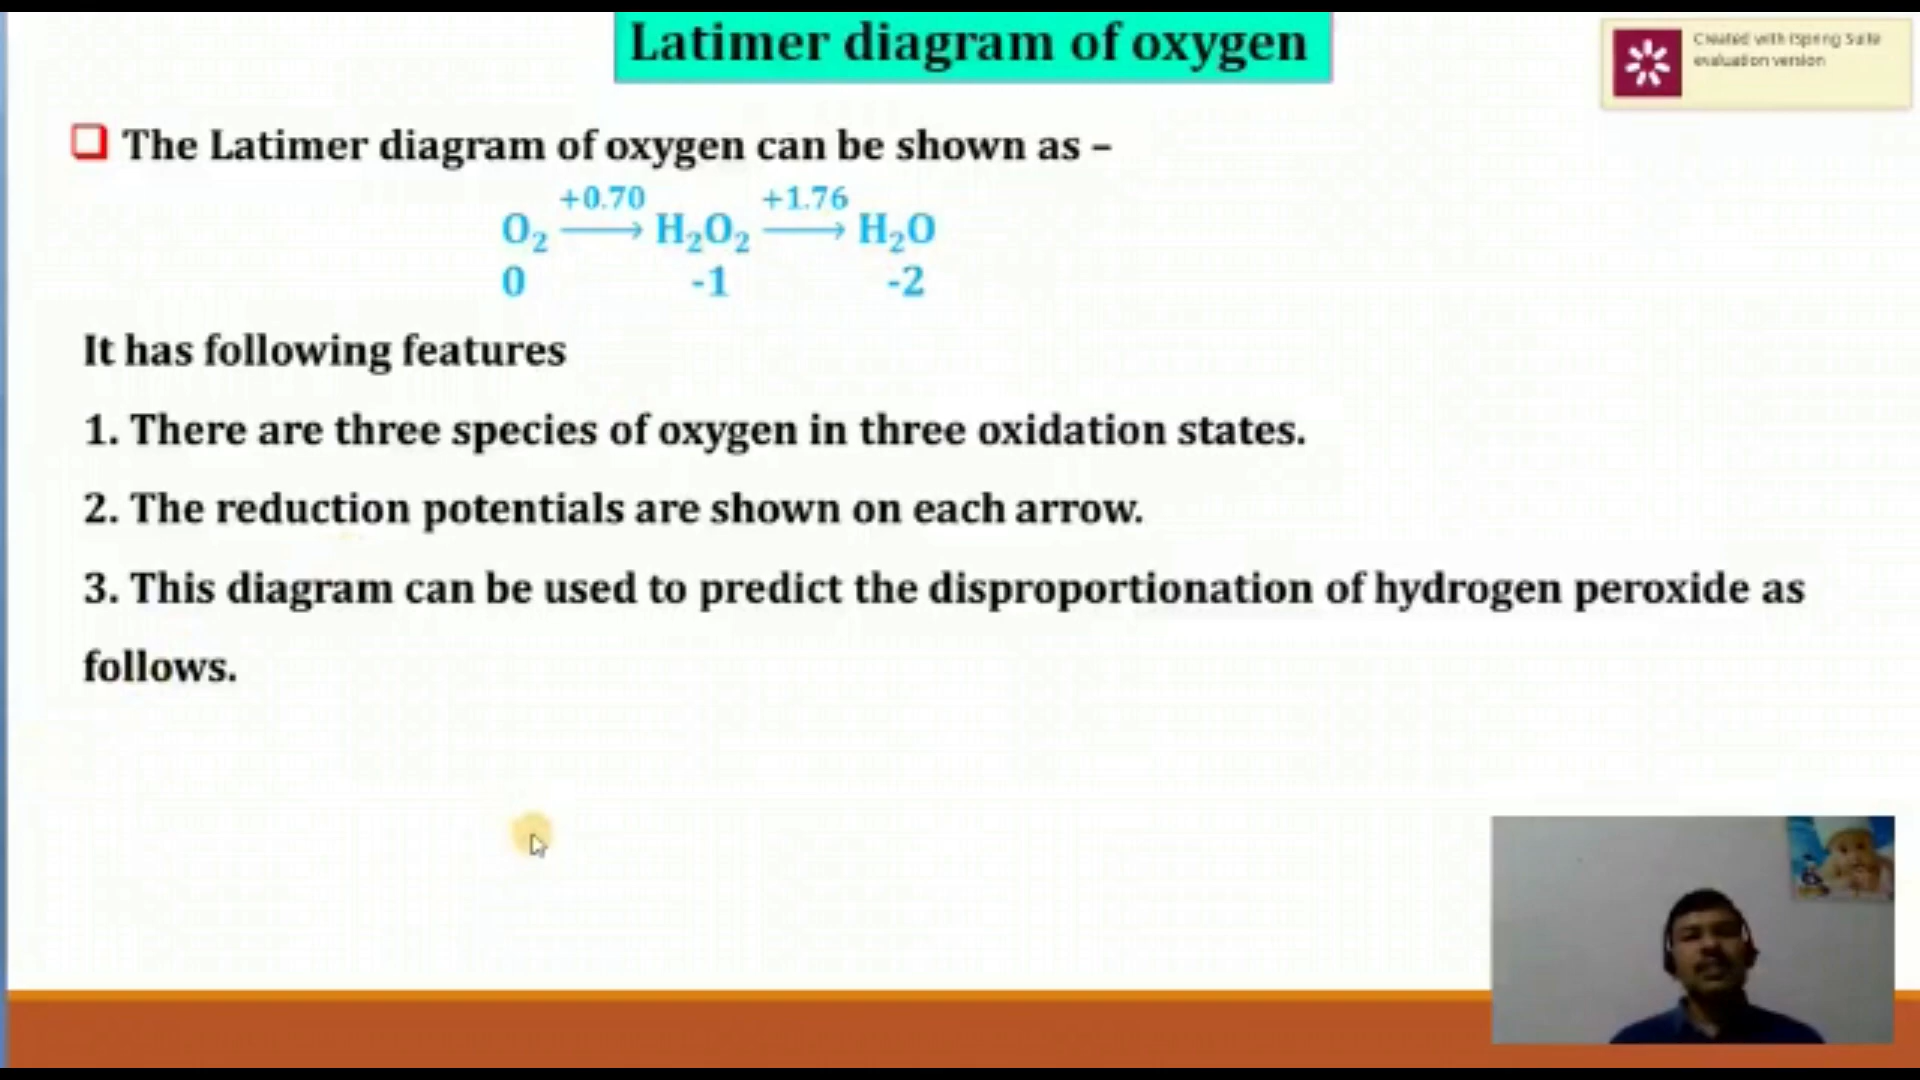 Latimer diagram of oxygen
Created with iSpring Suite
evaluation version
The Latimer diagram of oxygen can be shown as –
+0.70 +1.76
O₂ ⟶ H₂O₂ ⟶ H₂O
0 -1 -2
It has following features
1. There are three species of oxygen in three oxidation states.
2. The reduction potentials are shown on each arrow.
3. This diagram can be used to predict the disproportionation of hydrogen peroxide as
follows.